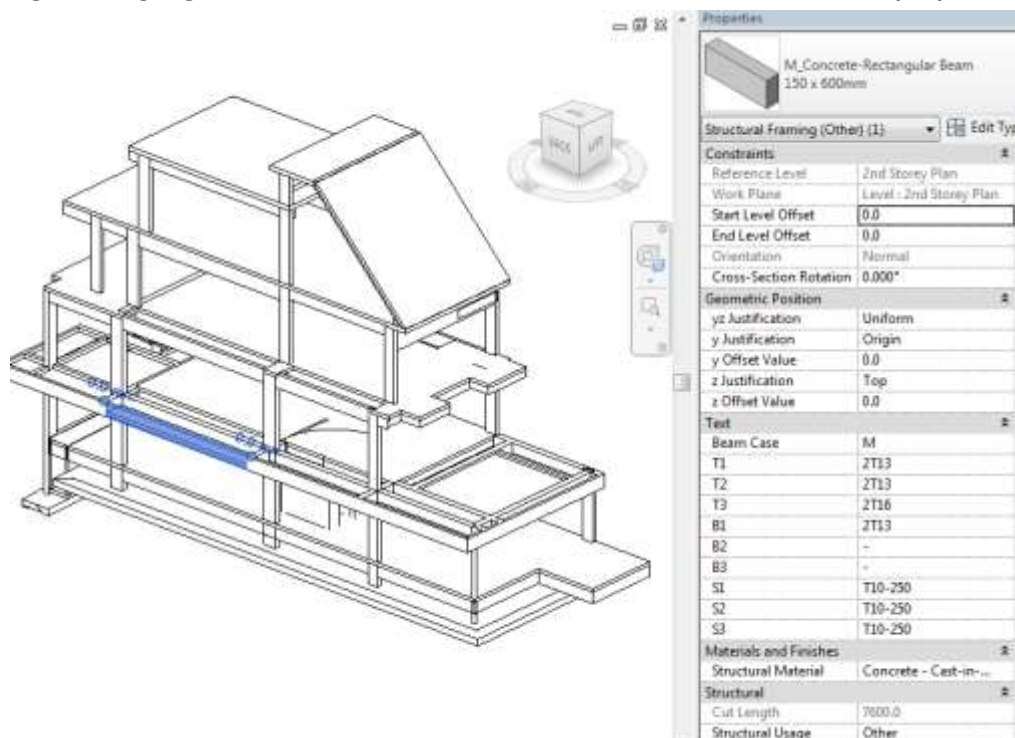 Properties
M_Concrete-Rectangular Beam
150 x 600mm
Structural Framing (Other) (1)
Edit Typ
Constraints
Reference Level 2nd Storey Plan
Work Plane Level : 2nd Storey Plan
Start Level Offset 0.0
End Level Offset 0.0
Orientation Normal
Cross-Section Rotation 0.000°
Geometric Position
yz Justification Uniform
y Justification Origin
y Offset Value 0.0
z Justification Top
z Offset Value 0.0
Text
Beam Case M
T1 2T13
T2 2T13
T3 2T16
B1 2T13
B2 -
B3 -
S1 T10-250
S2 T10-250
S3 T10-250
Materials and Finishes
Structural Material Concrete - Cast-in-...
Structural
Cut Length 7600.0
Structural Usage Other
BACK
LEFT